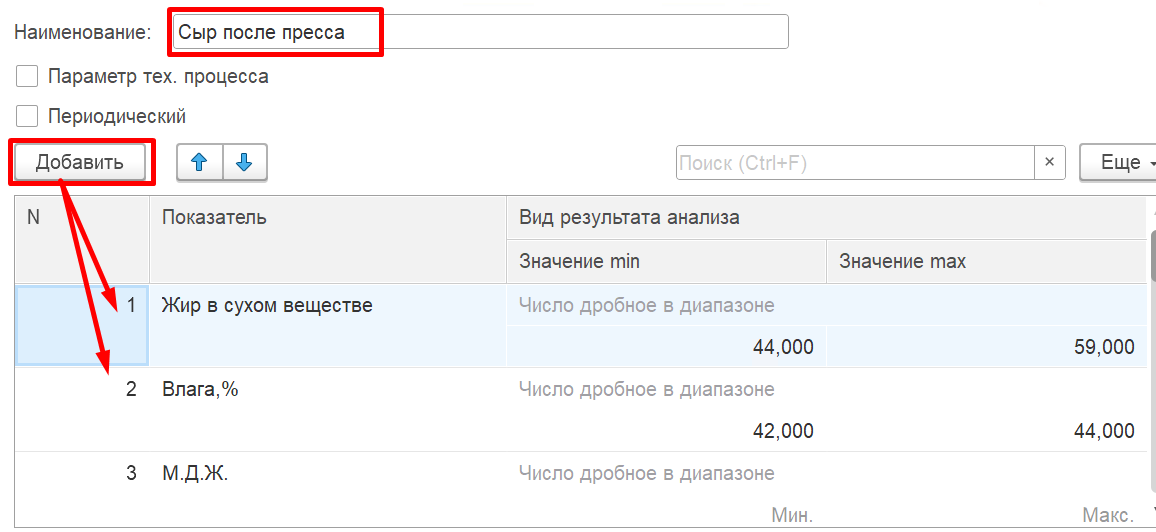 Наименование: Сыр после пресса
Параметр тех. процесса
Периодический
Добавить Поиск (Ctrl+F) × Еще
N Показатель Вид результата анализа
Значение min Значение max
1 Жир в сухом веществе Число дробное в диапазоне
44,000 59,000
2 Влага,% Число дробное в диапазоне
42,000 44,000
3 М.Д.Ж. Число дробное в диапазоне
Мин. Макс.